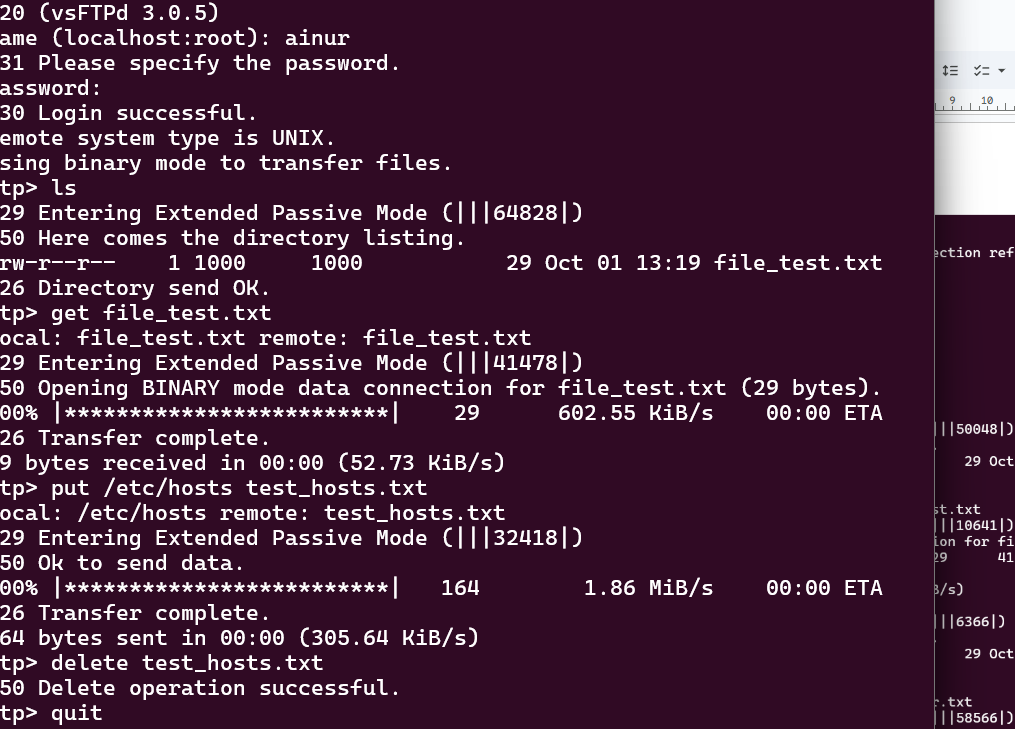 20 (vsFTPd 3.0.5)
ame (localhost:root): ainur
31 Please specify the password.
assword:
30 Login successful.
emote system type is UNIX.
sing binary mode to transfer files.
tp> ls
29 Entering Extended Passive Mode (|||64828|)
50 Here comes the directory listing.
rw-r--r--    1 1000     1000           29 Oct 01 13:19 file_test.txt
26 Directory send OK.
tp> get file_test.txt
ocal: file_test.txt remote: file_test.txt
29 Entering Extended Passive Mode (|||41478|)
50 Opening BINARY mode data connection for file_test.txt (29 bytes).
00% |*************************|    29      602.55 KiB/s    00:00 ETA
26 Transfer complete.
9 bytes received in 00:00 (52.73 KiB/s)
tp> put /etc/hosts test_hosts.txt
ocal: /etc/hosts remote: test_hosts.txt
29 Entering Extended Passive Mode (|||32418|)
50 Ok to send data.
00% |*************************|   164        1.86 MiB/s    00:00 ETA
26 Transfer complete.
64 bytes sent in 00:00 (305.64 KiB/s)
tp> delete test_hosts.txt
50 Delete operation successful.
tp> quit
9 10
ection ref
||50048|)
29 Oct
st.txt
||10641|)
ion for fi
29 41
B/s)
||6366|)
29 Oct
r.txt
||58566|)